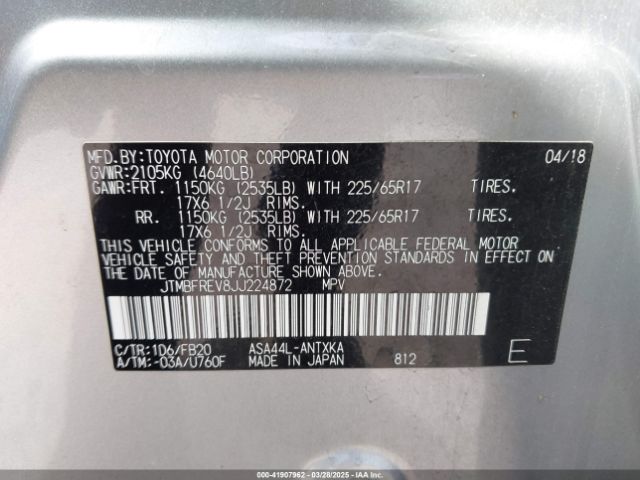 MFD.BY:TOYOTA MOTOR CORPORATION 04/18
GVWR:2105KG (4640LB)
GAWR:FRT. 1150KG (2535LB) WITH 225/65R17 TIRES.
17X6 1/2J RIMS.
RR. 1150KG (2535LB) WITH 225/65R17 TIRES.
17X6 1/2J RIMS.
THIS VEHICLE CONFORMS TO ALL APPLICABLE FEDERAL MOTOR
VEHICLE SAFETY AND THEFT PREVENTION STANDARDS IN EFFECT
ON THE DATE OF MANUFACTURE SHOWN ABOVE.
JTMBFREV8JJ224872 MPV
C/TR:1D6/FB20 ASA44L-ANTXKA E
A/TM:-03A/U760F MADE IN JAPAN 812
000-41907962 - 03/28/2025 - IAAI.CA